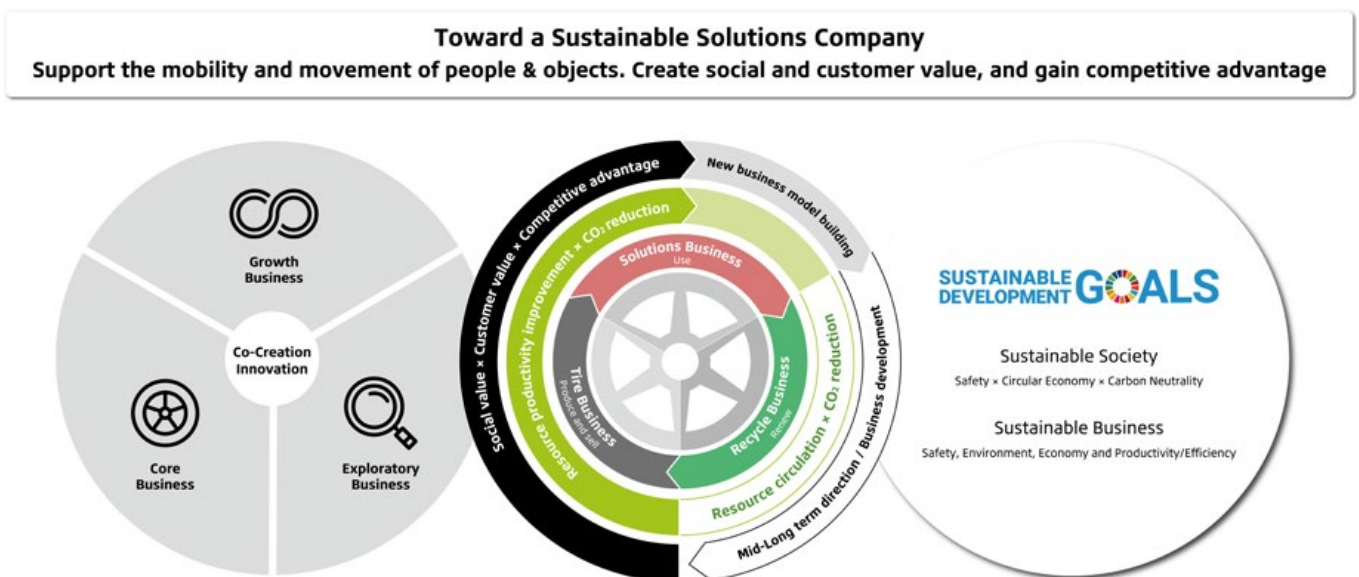 Toward a Sustainable Solutions Company
Support the mobility and movement of people & objects. Create social and customer value, and gain competitive advantage
Growth
Business
Co-Creation
Innovation
Core
Business
Exploratory
Business
Social value × Customer value × Competitive advantage
New business model building
Resource productivity improvement × CO₂ reduction
Solutions Business
Use
Tire Business
Produce and sell
Recycle Business
Renew
Resource circulation × CO₂ reduction
Mid-Long term direction / Business development
SUSTAINABLE
DEVELOPMENT GOALS
Sustainable Society
Safety × Circular Economy × Carbon Neutrality
Sustainable Business
Safety, Environment, Economy and Productivity/Efficiency